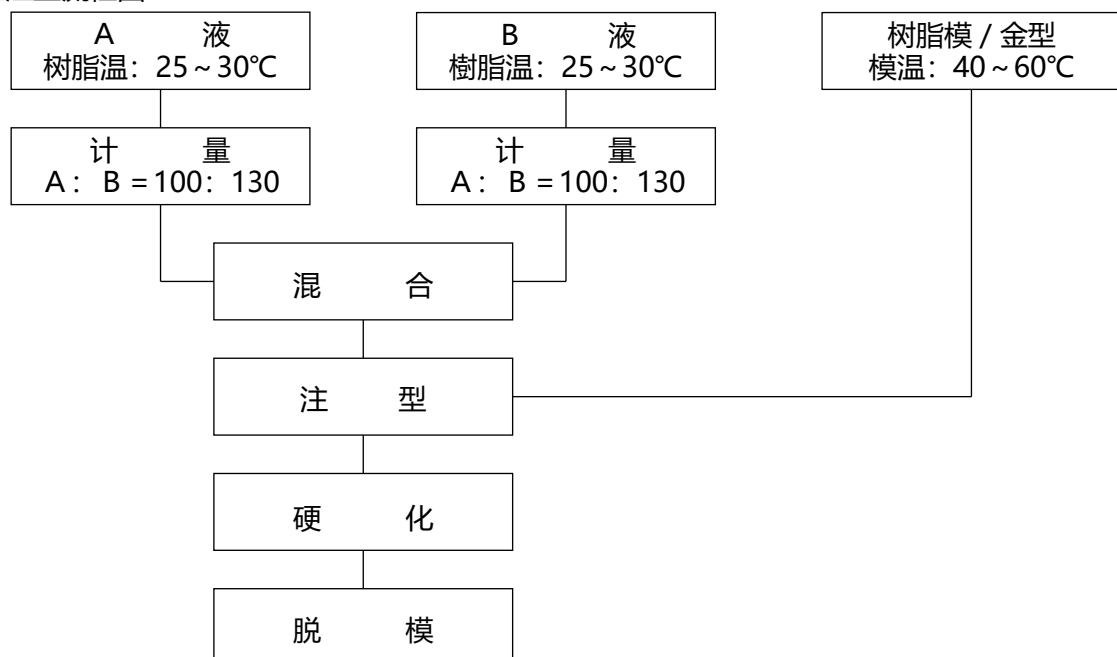 A 液
树脂温：25～30℃
B 液
樹脂温：25～30℃
树脂模 / 金型
模温：40～60℃
计 量
A：B＝100：130
计 量
A：B＝100：130
混 合
注 型
硬 化
脱 模